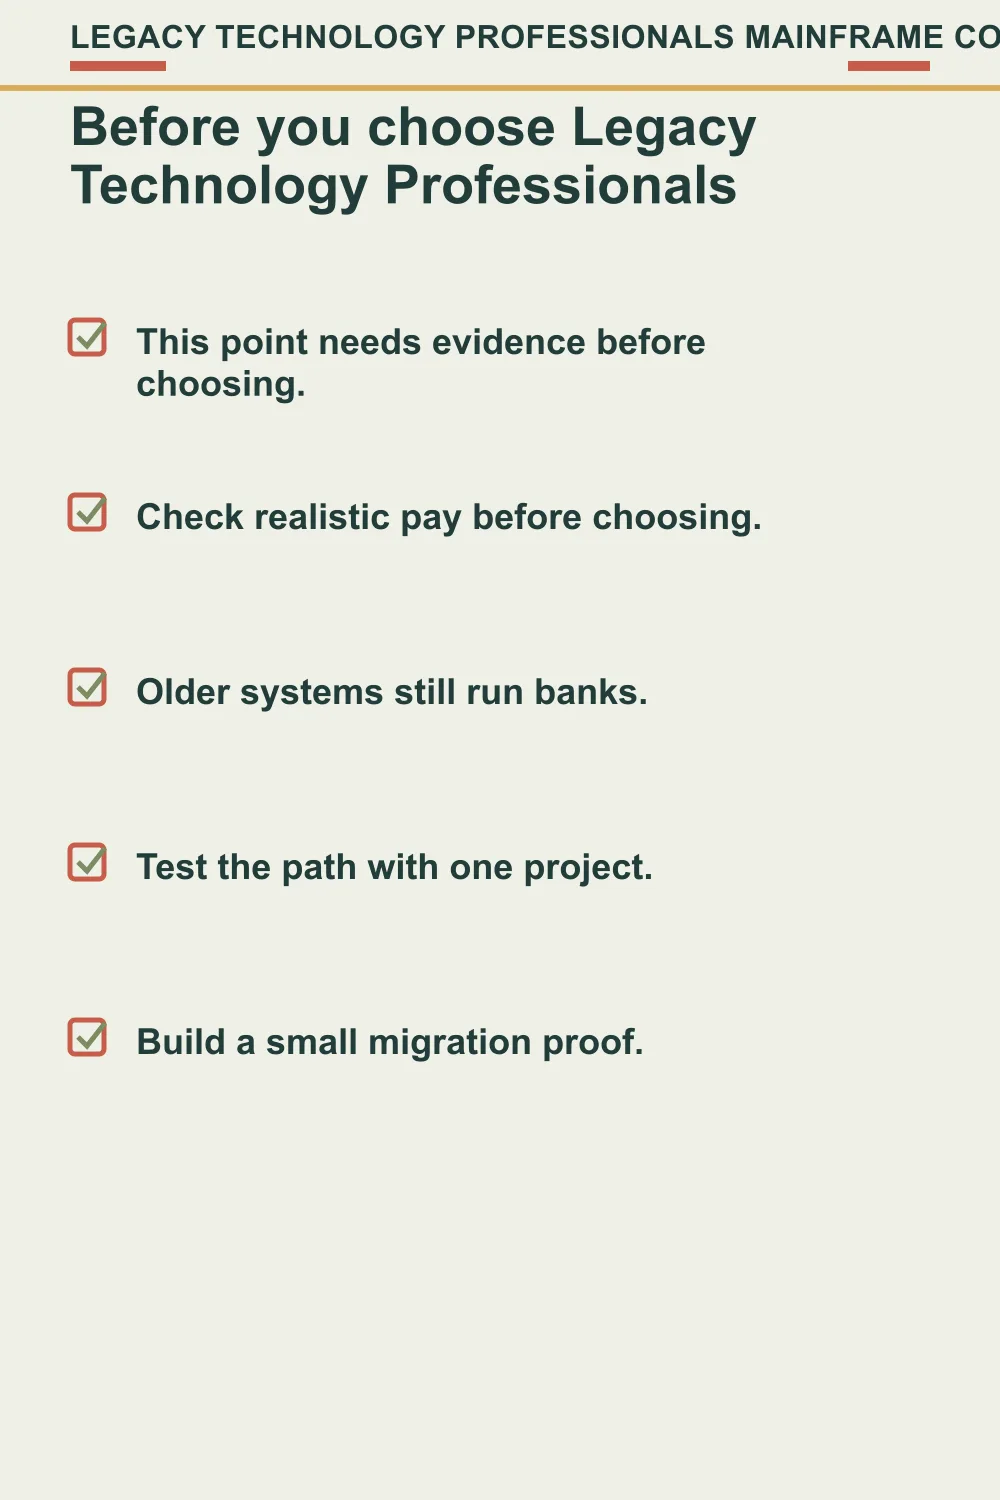 LEGACY TECHNOLOGY PROFESSIONALS MAINFRAME CO
Before you choose Legacy
Technology Professionals
This point needs evidence before
choosing.
Check realistic pay before choosing.
Older systems still run banks.
Test the path with one project.
Build a small migration proof.